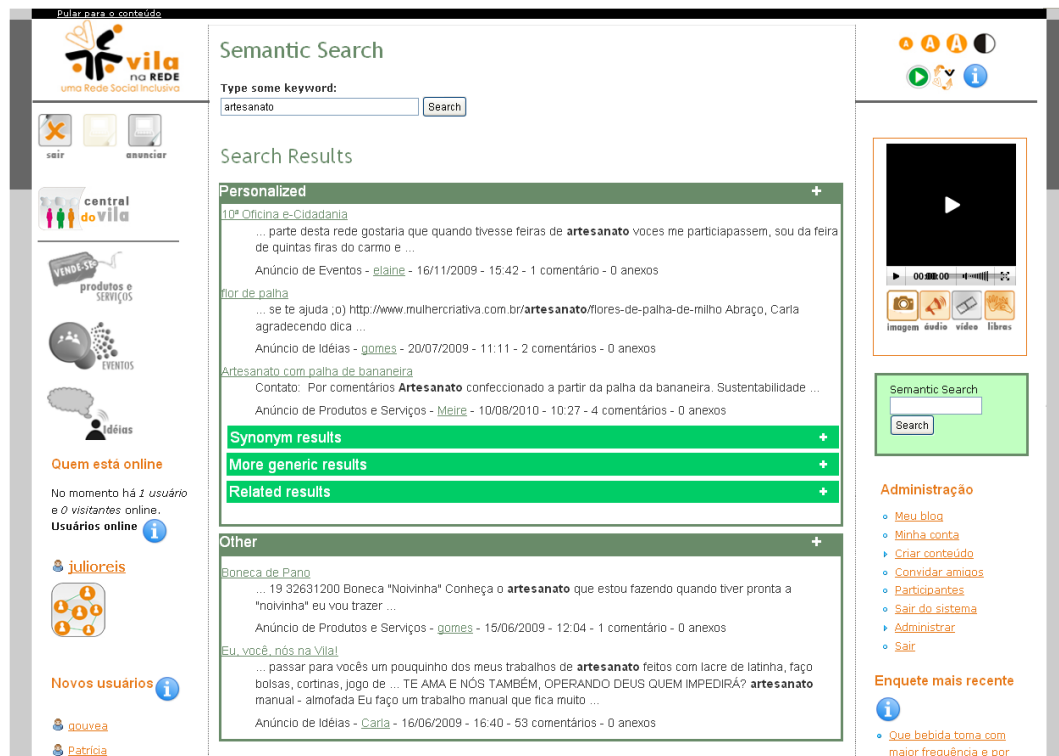 Pular para o conteúdo
vila
na REDE
uma Rede Social Inclusiva
sair
anunciar
central
do vila
VENDE-SE
produtos e
SERVIÇOS
EVENTOS
Idéias
Quem está online
No momento há 1 usuário
e 0 visitantes online.
Usuários online
julioreis
Novos usuários
gouvea
Patrícia
Semantic Search
Type some keyword:
artesanato
Search
Search Results
Personalized
+
10ª Oficina e-Cidadania
... parte desta rede gostaria que quando tivesse feiras de artesanato voces me particiapassem, sou da feira
de quintas firas do carmo e ...
Anúncio de Eventos - elaine - 16/11/2009 - 15:42 - 1 comentário - 0 anexos
flor de palha
... se te ajuda ;o) http://www.mulhercriativa.com.br/artesanato/flores-de-palha-de-milho Abraço, Carla
agradecendo dica ...
Anúncio de Idéias - gomes - 20/07/2009 - 11:11 - 2 comentários - 0 anexos
Artesanato com palha de bananeira
Contato: Por comentários Artesanato confeccionado a partir da palha da bananeira. Sustentabilidade ...
Anúncio de Produtos e Serviços - Meire - 10/08/2010 - 10:27 - 4 comentários - 0 anexos
Synonym results
+
More generic results
+
Related results
+
Other
+
Boneca de Pano
... 19 32631200 Boneca "Noivinha" Conheça o artesanato que estou fazendo quando tiver pronta a
"noivinha" eu vou trazer ...
Anúncio de Produtos e Serviços - gomes - 15/06/2009 - 12:04 - 1 comentário - 0 anexos
Eu, você, nós na Vila!
... passar para vocês um pouquinho dos meus trabalhos de artesanato feitos com lacre de latinha, faço
bolsas, cortinas, jogo de ... TE AMA E NÓS TAMBÉM, OPERANDO DEUS QUEM IMPEDIRÁ? artesanato
manual - almofada Eu faço um trabalho manual que fica muito ...
Anúncio de Idéias - Carla - 16/06/2009 - 16:40 - 53 comentários - 0 anexos
imagem áudio vídeo libras
Semantic Search
Search
Administração
Meu blog
Minha conta
Criar conteúdo
Convidar amigos
Participantes
Sair do sistema
Administrar
Sair
Enquete mais recente
Que bebida toma com
maior frequência e por